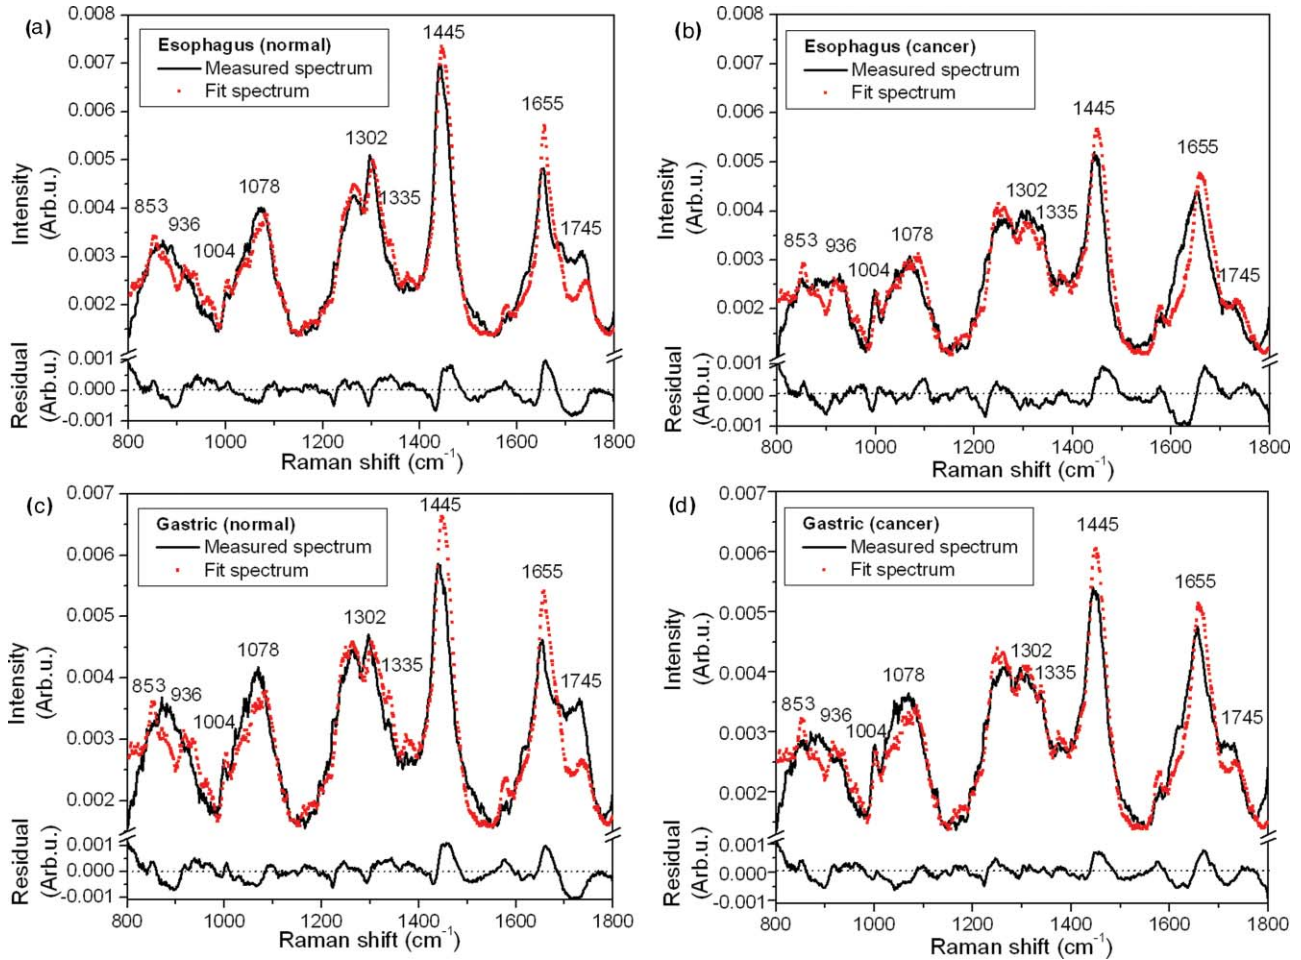 (a)
Esophagus (normal)
Measured spectrum
Fit spectrum
0.008
0.007
0.006
0.005
0.004
0.003
0.002
0.001
0.000
-0.001
Intensity
(Arb.u.)
Residual
(Arb.u.)
853
936
1004
1078
1302
1335
1445
1655
1745
800 1000 1200 1400 1600 1800
Raman shift (cm⁻¹)
(b)
Esophagus (cancer)
Measured spectrum
Fit spectrum
0.008
0.007
0.006
0.005
0.004
0.003
0.002
0.001
0.000
-0.001
Intensity
(Arb.u.)
Residual
(Arb.u.)
853
936
1004
1078
1302
1335
1445
1655
1745
800 1000 1200 1400 1600 1800
Raman shift (cm⁻¹)
(c)
Gastric (normal)
Measured spectrum
Fit spectrum
0.007
0.006
0.005
0.004
0.003
0.002
0.001
0.000
-0.001
Intensity
(Arb.u.)
Residual
(Arb.u.)
853
936
1004
1078
1302
1335
1445
1655
1745
800 1000 1200 1400 1600 1800
Raman shift (cm⁻¹)
(d)
Gastric (cancer)
Measured spectrum
Fit spectrum
0.007
0.006
0.005
0.004
0.003
0.002
0.001
0.000
-0.001
Intensity
(Arb.u.)
Residual
(Arb.u.)
853
936
1004
1078
1302
1335
1445
1655
1745
800 1000 1200 1400 1600 1800
Raman shift (cm⁻¹)